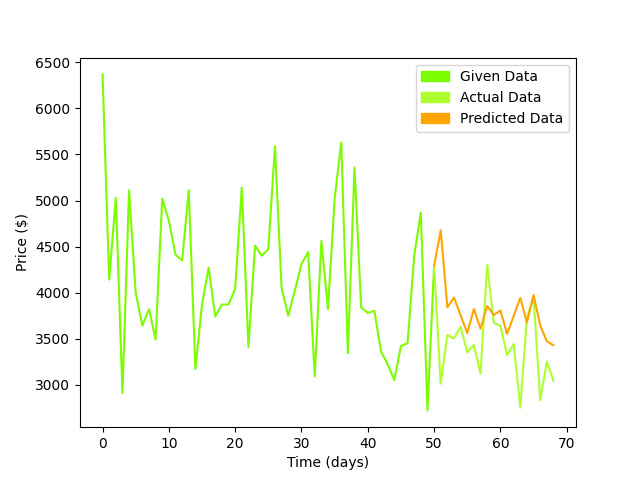 6500
6000
5500
5000
4500
4000
3500
3000
Price ($)
Given Data
Actual Data
Predicted Data
0 10 20 30 40 50 60 70
Time (days)